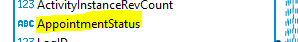 123 ActivityInstanceRevCount
ABC AppointmentStatus
123 LogID